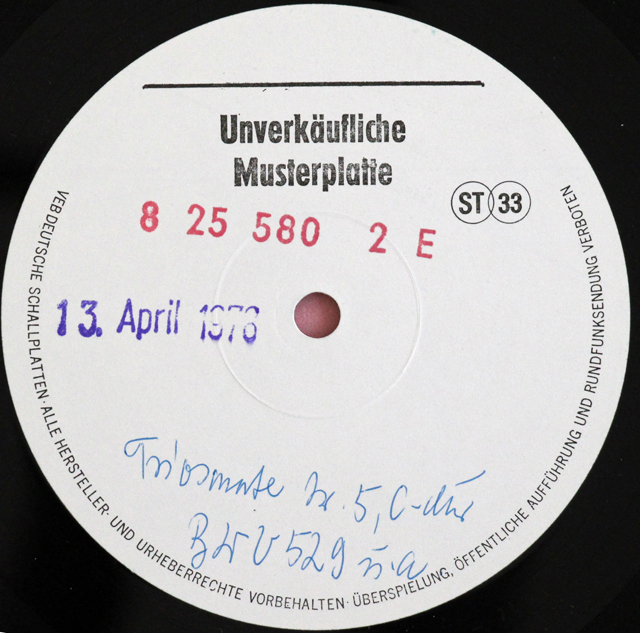 Unverkäufliche
Musterplatte
ST 33
8 25 580 2 E
13. April 1976
Triosonate Nr. 5, C-dur
BWV 529 u.a
VEB DEUTSCHE SCHALLPLATTEN · ALLE HERSTELLER- UND URHEBERRECHTE VORBEHALTEN · ÜBERSPIELUNG, ÖFFENTLICHE AUFFÜHRUNG UND RUNDFUNKSENDUNG VERBOTEN